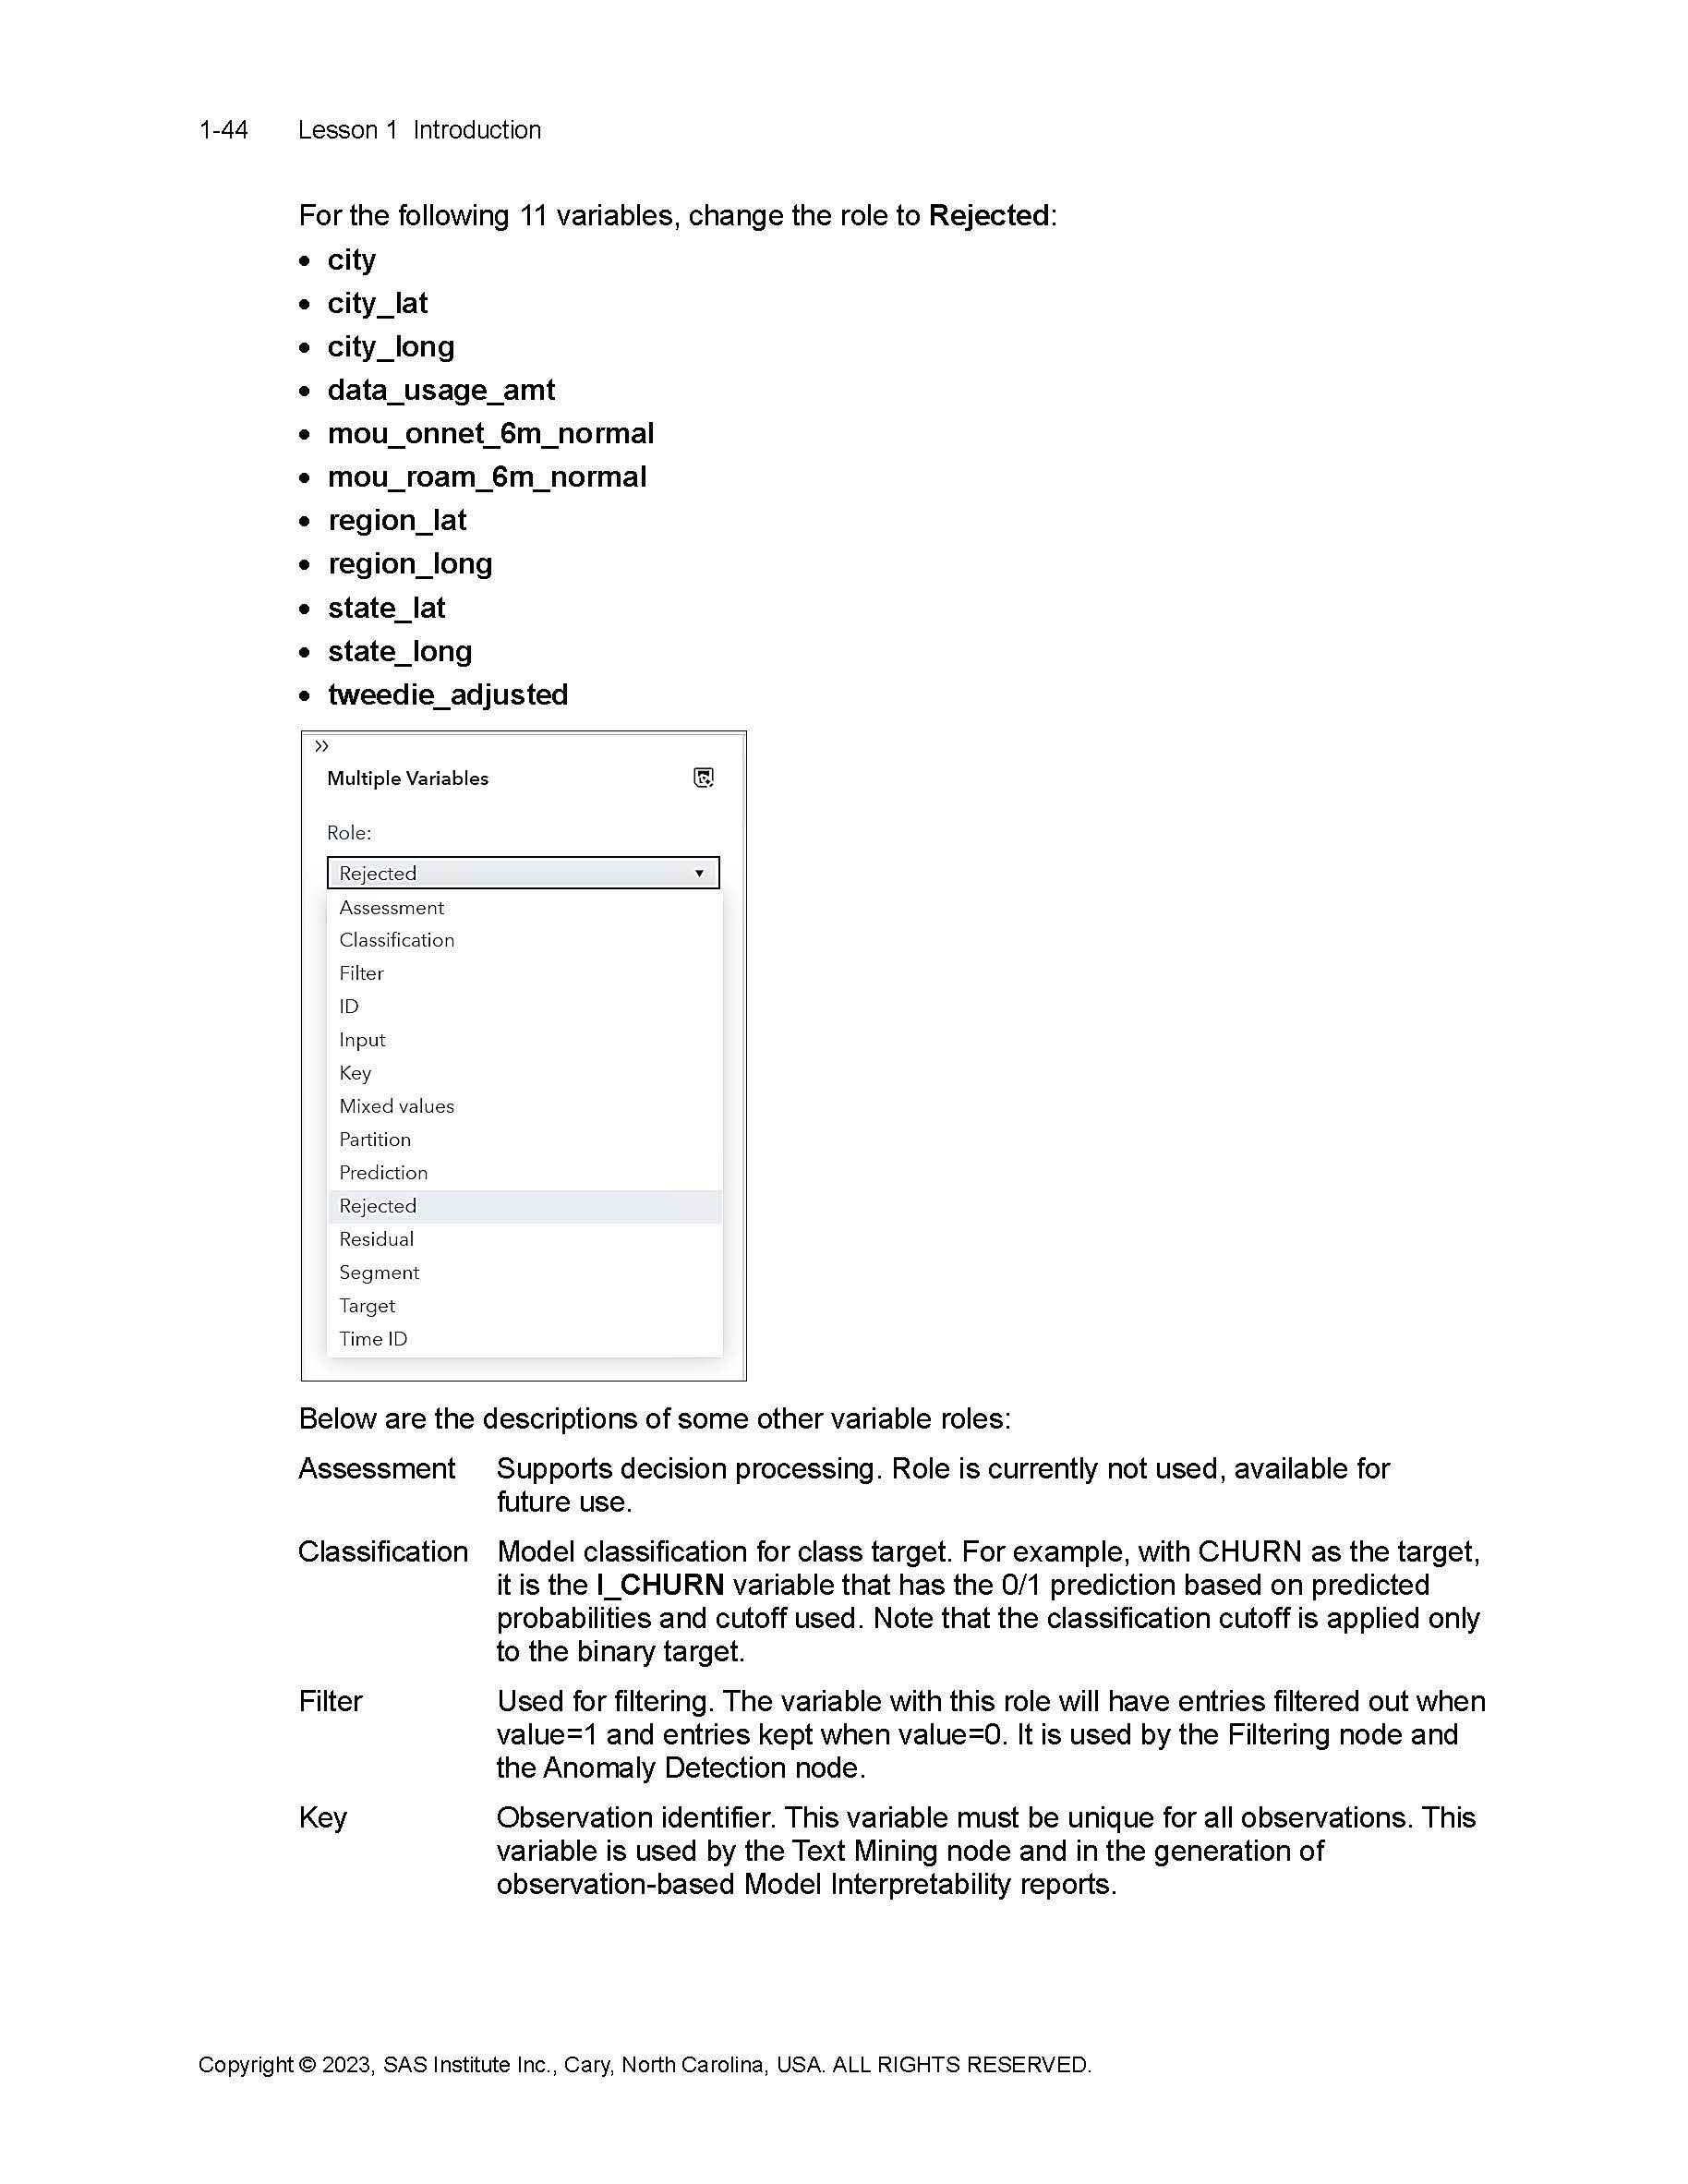 1-44 Lesson 1 Introduction
For the following 11 variables, change the role to Rejected:
• city
• city_lat
• city_long
• data_usage_amt
• mou_onnet_6m_normal
• mou_roam_6m_normal
• region_lat
• region_long
• state_lat
• state_long
• tweedie_adjusted
Multiple Variables
Role:
Rejected
Assessment
Classification
Filter
ID
Input
Key
Mixed values
Partition
Prediction
Rejected
Residual
Segment
Target
Time ID
Below are the descriptions of some other variable roles:
Assessment Supports decision processing. Role is currently not used, available for
future use.
Classification Model classification for class target. For example, with CHURN as the target,
it is the I_CHURN variable that has the 0/1 prediction based on predicted
probabilities and cutoff used. Note that the classification cutoff is applied only
to the binary target.
Filter Used for filtering. The variable with this role will have entries filtered out when
value=1 and entries kept when value=0. It is used by the Filtering node and
the Anomaly Detection node.
Key Observation identifier. This variable must be unique for all observations. This
variable is used by the Text Mining node and in the generation of
observation-based Model Interpretability reports.
Copyright © 2023, SAS Institute Inc., Cary, North Carolina, USA. ALL RIGHTS RESERVED.